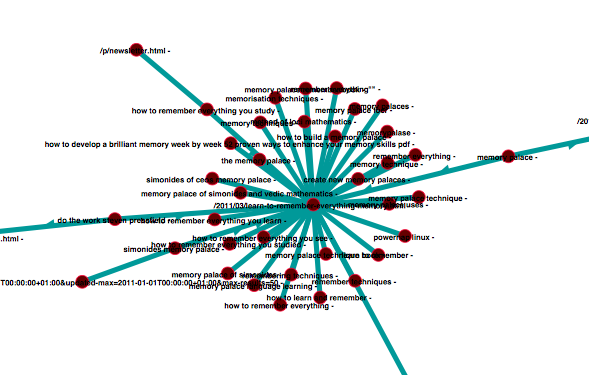 /p/newsletter.html -
memory palace
memorisation techniques -
memory palaces -
how to remember everything you study -
/20
mathematics -
how to build a memory palace
how to develop a brilliant memory week by week 52 proven ways to enhance your memory skills pdf -
remember everything -
memory palace -
the memory palace -
memory technique -
simonides of ceos memory palace -
create new memory palaces -
memory palace of simonides and vedic mathematics -
memory palace technique -
/2011/03/learn-to-remember-everything-memory
do the work steven
remember everything you learn -
.html -
how to remember everything you see -
powerpc linux -
how to remember everything you studied -
simonides memory palace -
memory palace technique
remember -
memory palace of simonides
techniques -
T00:00:00+01:00&updated-max=2011-01-01T00:00:00+01:00&max-results=50 -
remember techniques -
memory palace language learning -
how to learn and remember -
how to remember everything -